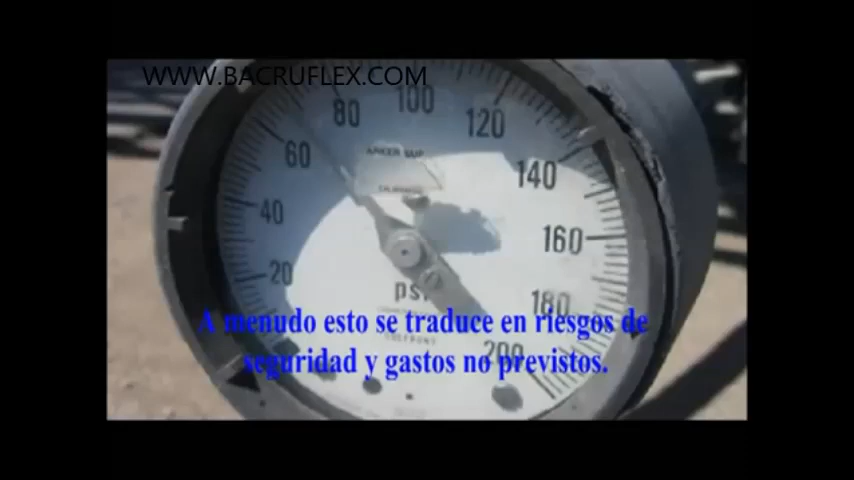 WWW.BACRUFLEX.COM
80
100
120
60
140
40
160
20
psi
180
200
A menudo esto se traduce en riesgos de
seguridad y gastos no previstos.